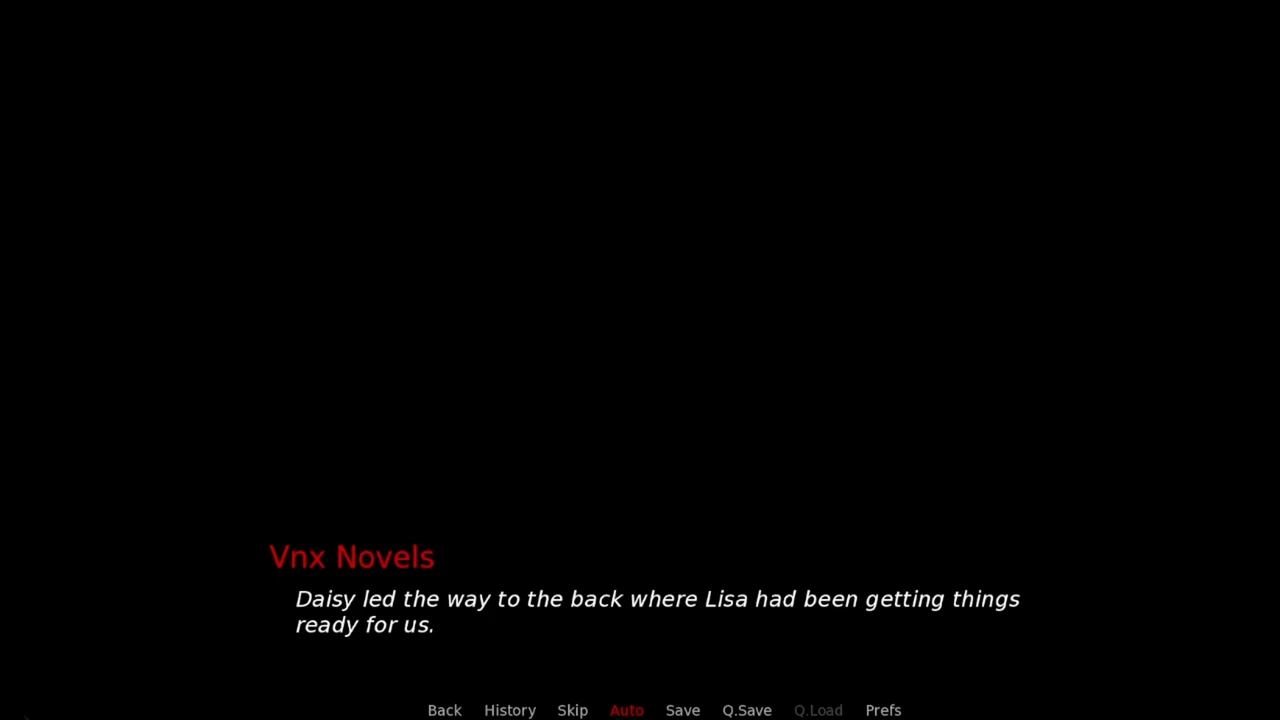 Vnx Novels
Daisy led the way to the back where Lisa had been getting things
ready for us.
Back History Skip Auto Save Q.Save Q.Load Prefs